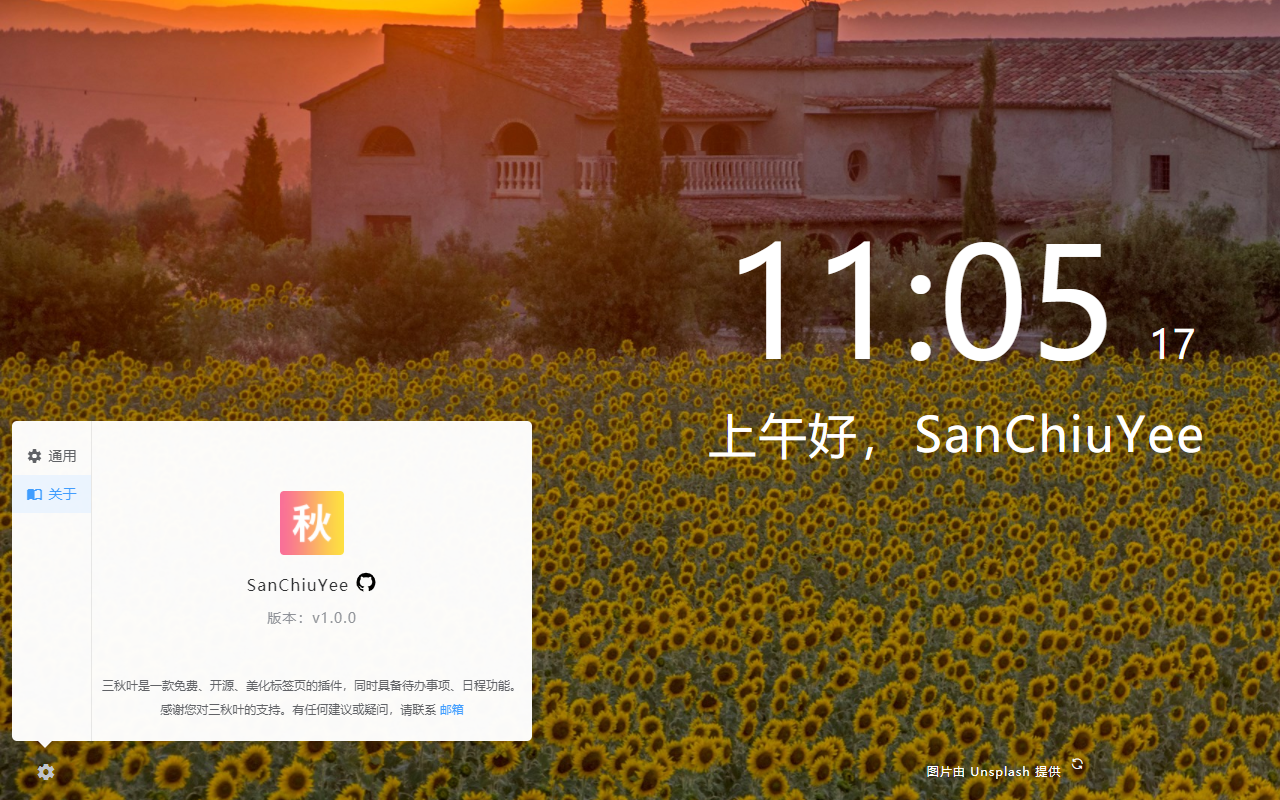 11:05 17
上午好，SanChiuYee
通用
关于
秋
SanChiuYee
版本：v1.0.0
三秋叶是一款免费、开源、美化标签页的插件，同时具备待办事项、日程功能。
感谢您对三秋叶的支持。有任何建议或疑问，请联系 邮箱
图片由 Unsplash 提供